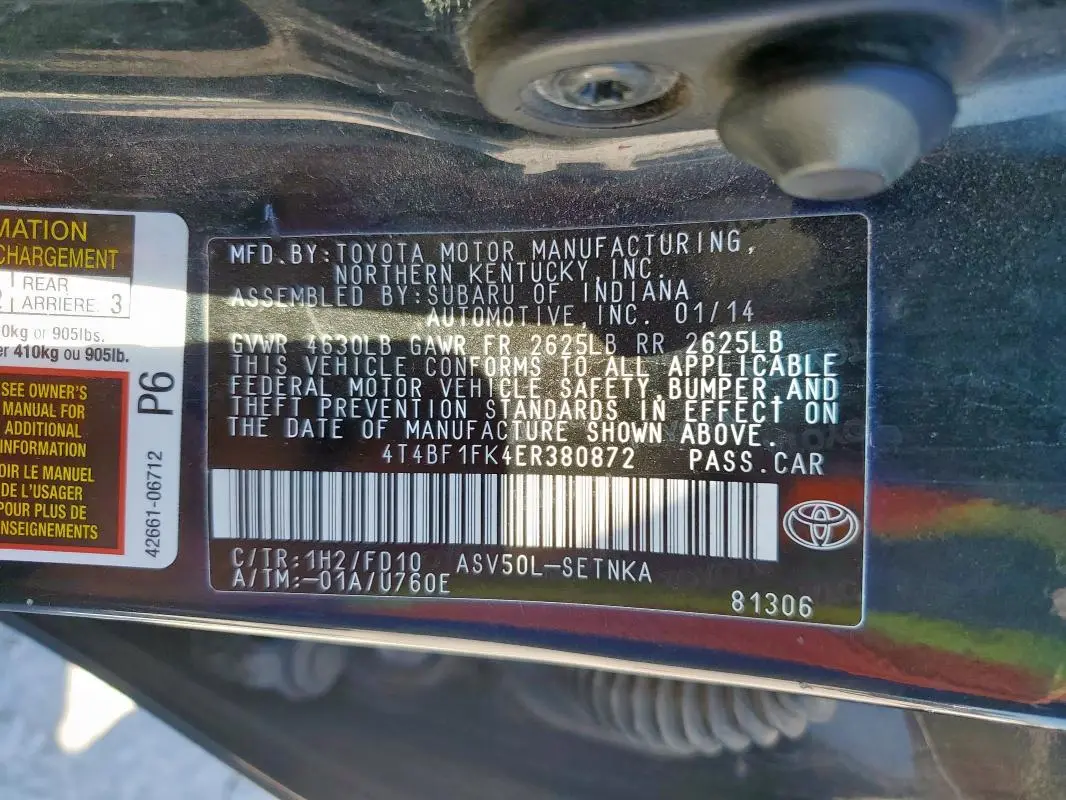 MATION
CHARGEMENT
REAR
ARRIERE 3
0kg or 905lbs.
er 410kg ou 905lb.
SEE OWNER'S
MANUAL FOR
ADDITIONAL
INFORMATION
OIR LE MANUEL
DE L'USAGER
POUR PLUS DE
NSEIGNEMENTS
P6
42661-06712
MFD.BY:TOYOTA MOTOR MANUFACTURING,
NORTHERN KENTUCKY,INC.
ASSEMBLED BY:SUBARU OF INDIANA
AUTOMOTIVE,INC. 01/14
GVWR 4630LB GAWR FR 2625LB RR 2625LB
THIS VEHICLE CONFORMS TO ALL APPLICABLE
FEDERAL MOTOR VEHICLE SAFETY,BUMPER,AND
THEFT PREVENTION STANDARDS IN EFFECT ON
THE DATE OF MANUFACTURE SHOWN ABOVE.
4T4BF1FK4ER380872 PASS.CAR
C/TR:1H2/FD10 ASV50L-SETNKA
A/TM:-01A/U760E
81306